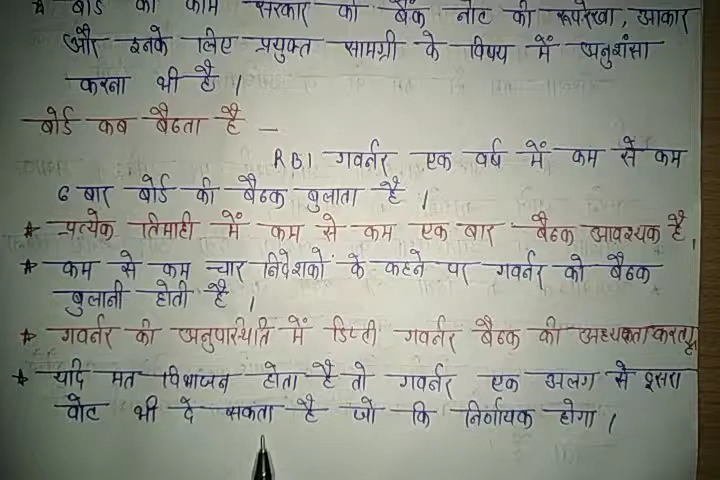 * बोर्ड का काम सरकार को बैंक नोट की रूपरेखा, आकार
और इनके लिए प्रयुक्त सामग्री के विषय में अनुशंसा
करना भी है।
बोर्ड कब बैठता है —
RBI गवर्नर एक वर्ष में कम से कम
6 बार बोर्ड की बैठक बुलाता है।
* प्रत्येक तिमाही में कम से कम एक बार बैठक आवश्यक है।
* कम से कम चार निदेशकों के कहने पर गवर्नर को बैठक
बुलानी होती है।
* गवर्नर की अनुपस्थिति में डिप्टी गवर्नर बैठक की अध्यक्षता करता
* यदि मत विभाजन होता है तो गवर्नर एक अलग से दूसरा
वोट भी दे सकता है जो कि निर्णायक होगा।